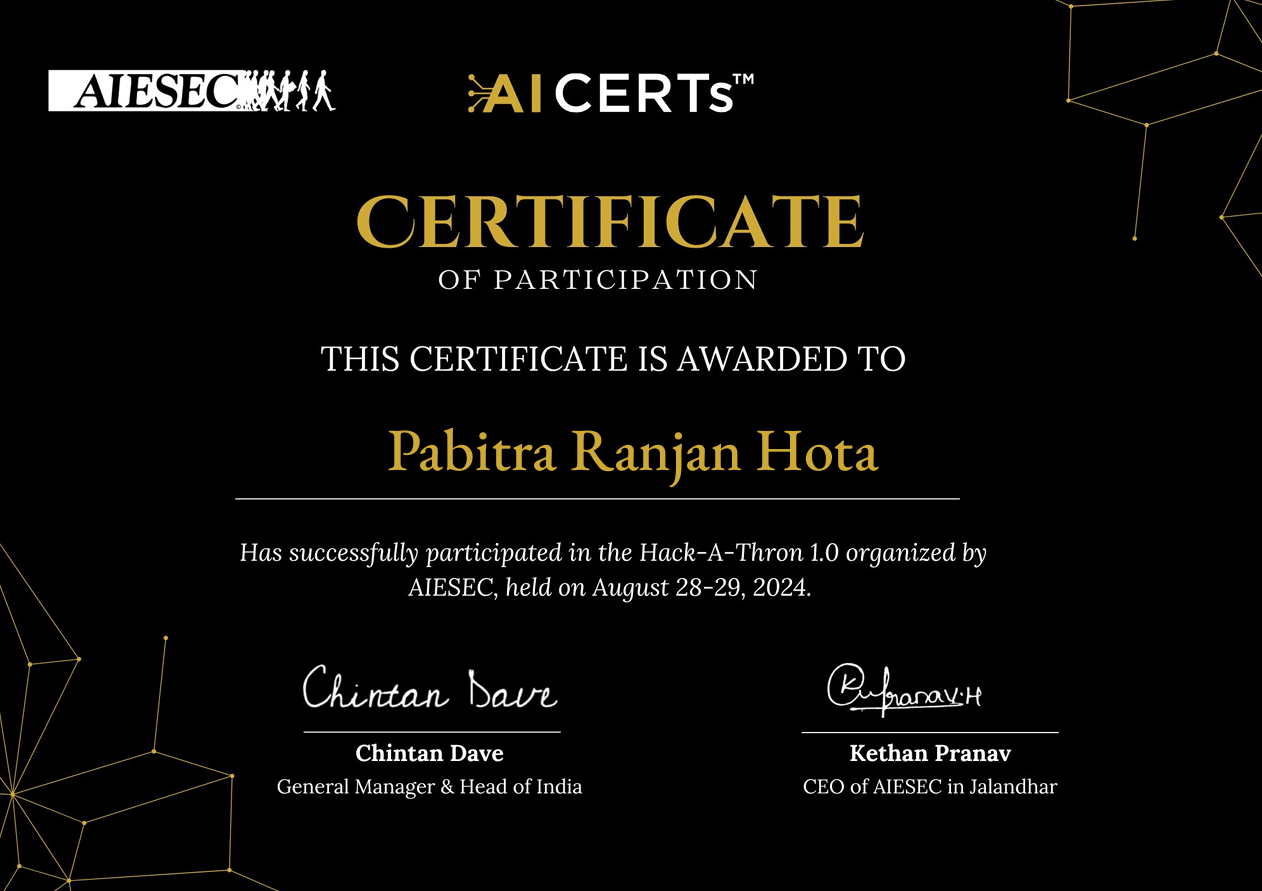 AIESEC
AI CERTs™
CERTIFICATE
OF PARTICIPATION
THIS CERTIFICATE IS AWARDED TO
Pabitra Ranjan Hota
Has successfully participated in the Hack-A-Thron 1.0 organized by
AIESEC, held on August 28-29, 2024.
Chintan Dave
Chintan Dave
General Manager & Head of India
Kethan Pranav
CEO of AIESEC in Jalandhar